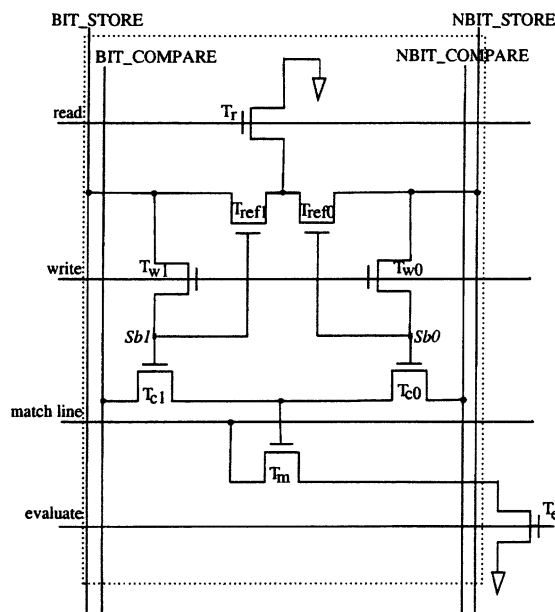 BIT_STORE NBIT_STORE
BIT_COMPARE NBIT_COMPARE
read Tr
Tref1 Tref0
write Tw1 Tw0
Sb1 Sb0
Tc1 Tc0
match line
Tm
evaluate Te